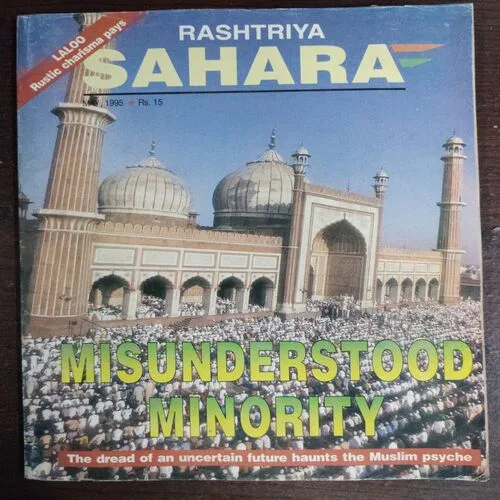 LALOO
Rustic charisma pays
RASHTRIYA
SAHARA
MAY, 1995 Rs. 15
MISUNDERSTOOD
MINORITY
The dread of an uncertain future haunts the Muslim psyche